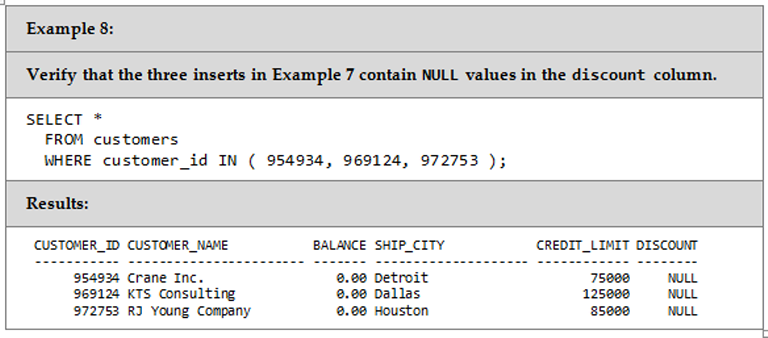 Example 8:
Verify that the three inserts in Example 7 contain NULL values in the discount column.
SELECT *
FROM customers
WHERE customer_id IN ( 954934, 969124, 972753 );
Results:
CUSTOMER_ID CUSTOMER_NAME BALANCE SHIP_CITY CREDIT_LIMIT DISCOUNT
----------- ----------------------- ------- -------------------- ------------ --------
954934 Crane Inc. 0.00 Detroit 75000 NULL
969124 KTS Consulting 0.00 Dallas 125000 NULL
972753 RJ Young Company 0.00 Houston 85000 NULL